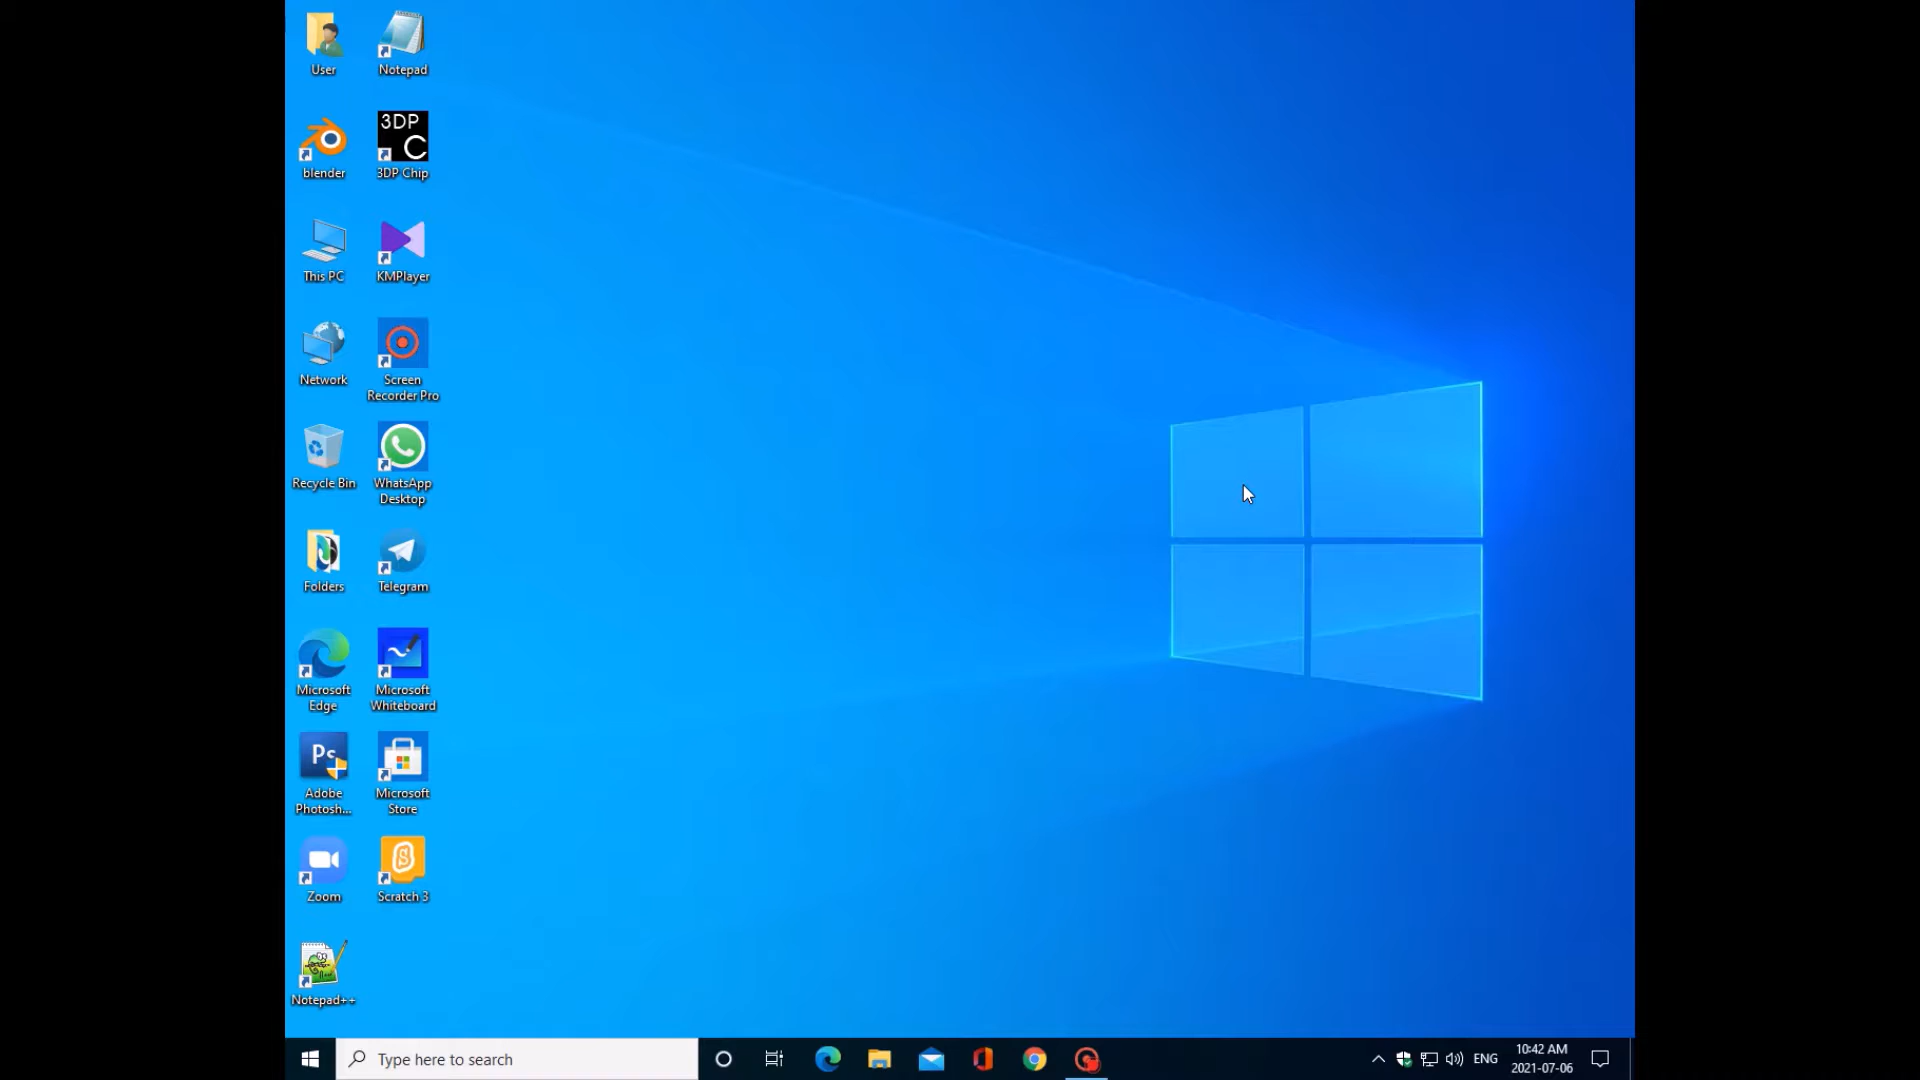 User
Notepad
blender
3DP
C
3DP Chip
This PC
KMPlayer
Network
Screen
Recorder Pro
Recycle Bin
WhatsApp
Desktop
Folders
Telegram
Microsoft
Edge
Microsoft
Whiteboard
Ps
Adobe
Photosh...
Microsoft
Store
Zoom
S
Scratch 3
Notepad++
Type here to search
ENG
10:42 AM
2021-07-06